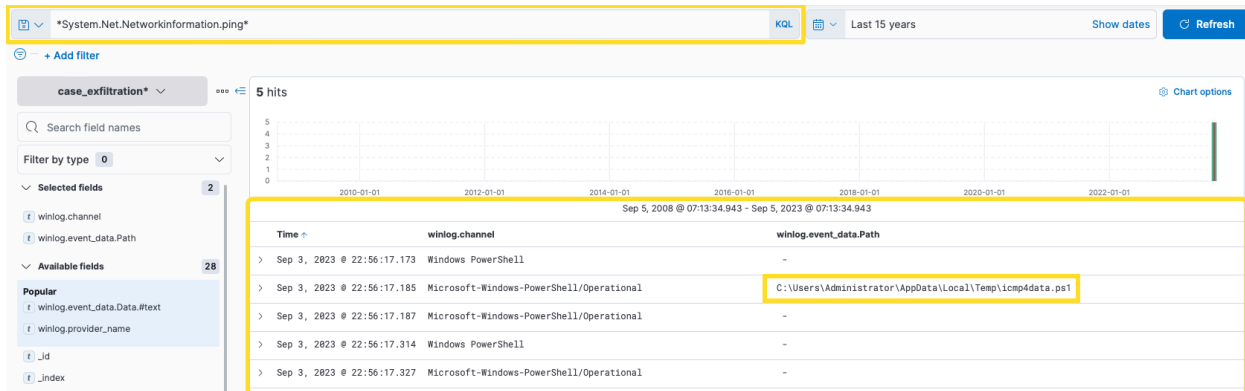 *System.Net.Networkinformation.ping* KQL Last 15 years Show dates Refresh
+ Add filter
case_exfiltration*
5 hits
Chart options
Search field names
Filter by type 0
Selected fields 2
winlog.channel
winlog.event_data.Path
Available fields 28
Popular
winlog.event_data.Data.#text
winlog.provider_name
_id
_index
5
4
3
2
1
0
2010-01-01 2012-01-01 2014-01-01 2016-01-01 2018-01-01 2020-01-01 2022-01-01
Sep 5, 2008 @ 07:13:34.943 - Sep 5, 2023 @ 07:13:34.943
Time winlog.channel winlog.event_data.Path
Sep 3, 2023 @ 22:56:17.173 Windows PowerShell -
Sep 3, 2023 @ 22:56:17.185 Microsoft-Windows-PowerShell/Operational C:\Users\Administrator\AppData\Local\Temp\icmp4data.ps1
Sep 3, 2023 @ 22:56:17.187 Microsoft-Windows-PowerShell/Operational -
Sep 3, 2023 @ 22:56:17.314 Windows PowerShell -
Sep 3, 2023 @ 22:56:17.327 Microsoft-Windows-PowerShell/Operational -